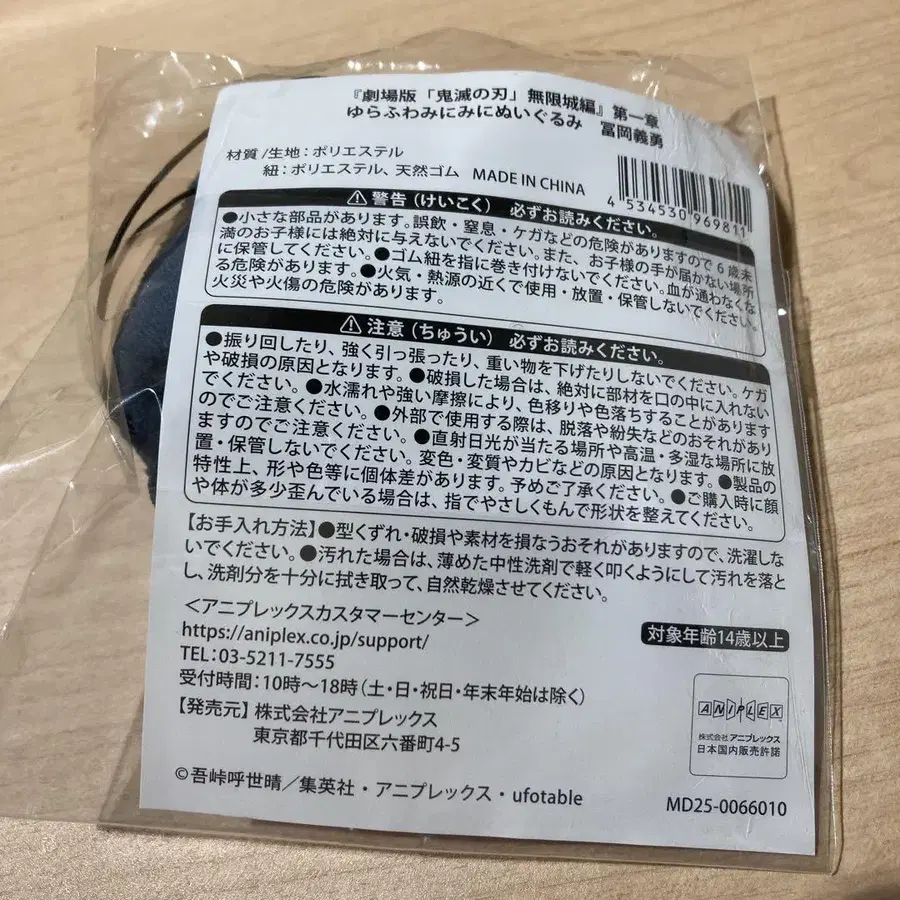 『劇場版「鬼滅の刃」無限城編』第一章
ゆらふわみにみにぬいぐるみ 冨岡義勇
材質/生地:ポリエステル
紐:ポリエステル、天然ゴム MADE IN CHINA
4 534530 969811
⚠警告(けいこく) 必ずお読みください。
●小さな部品があります。誤飲・窒息・ケガなどの危険がありますので6歳未
満のお子様には絶対に与えないでください。また、お子様の手が届かない場所
に保管してください。●ゴム紐を指に巻き付けないでください。血が通わなくな
る危険があります。●火気・熱源の近くで使用・放置・保管しないでください。
火災や火傷の危険があります。
⚠注意(ちゅうい) 必ずお読みください。
●振り回したり、強く引っ張ったり、重い物を下げたりしないでください。ケガ
や破損の原因となります。●破損した場合は、絶対に部材を口の中に入れない
でください。●水濡れや強い摩擦により、色移りや色落ちすることがあります
のでご注意ください。●外部で使用する際は、脱落や紛失などのおそれがあり
ますのでご注意ください。●直射日光が当たる場所や高温・多湿な場所に放
置・保管しないでください。変色・変質やカビなどの原因となります。●製品の
特性上、形や色等に個体差があります。予めご了承ください。●ご購入時に顔
や体が多少歪んでいる場合は、指でやさしくもんで形状を整えてください。
【お手入れ方法】●型くずれ・破損や素材を損なうおそれがありますので、洗濯しな
いでください。●汚れた場合は、薄めた中性洗剤で軽く叩くようにして汚れを落と
し、洗剤分を十分に拭き取って、自然乾燥させてください。
<アニプレックスカスタマーセンター>
https://aniplex.co.jp/support/
TEL:03-5211-7555
受付時間:10時〜18時(土・日・祝日・年末年始は除く)
【発売元】株式会社アニプレックス
東京都千代田区六番町4-5
©吾峠呼世晴/集英社・アニプレックス・ufotable
対象年齢14歳以上
ANIPLEX
株式会社アニプレックス
日本国内販売許諾
MD25-0066010